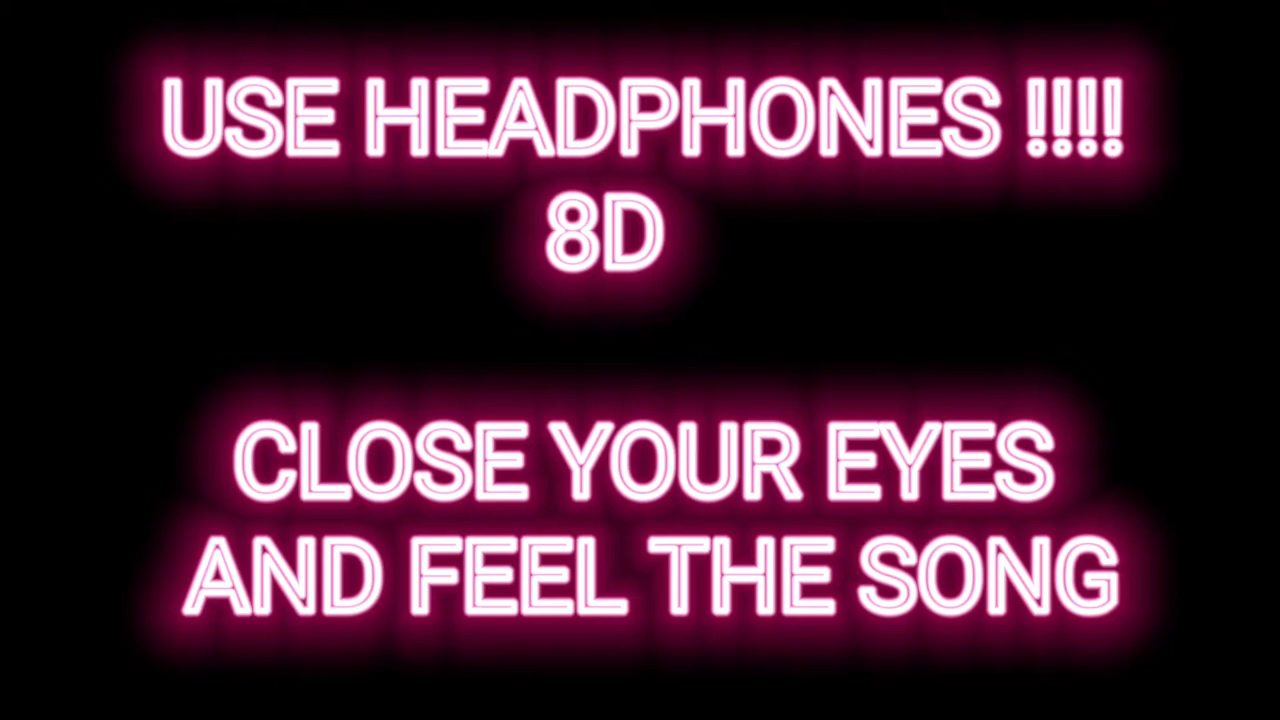 USE HEADPHONES !!!!
8D
CLOSE YOUR EYES
AND FEEL THE SONG